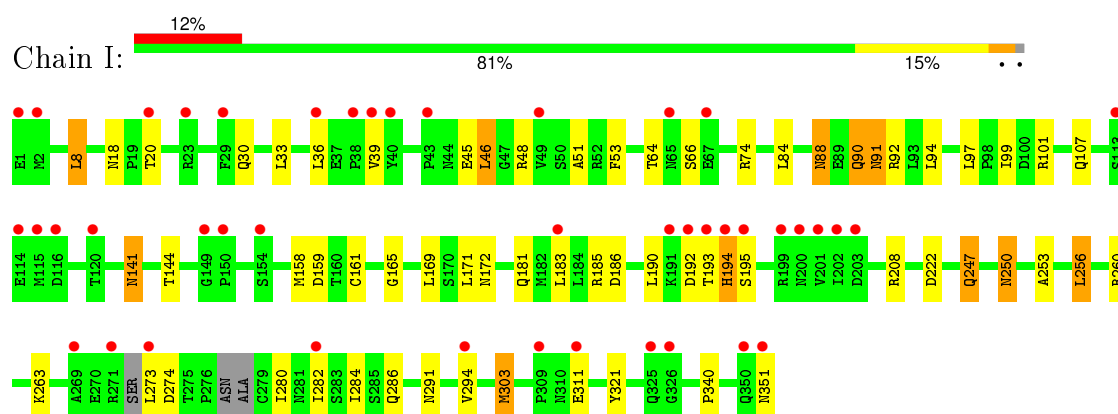 12%
Chain I:
81% 15% • •
E1 M2 L8 N18 P19 T20 R23 F29 Q30 L33 L36 E37 P38 V39 Y40 P43 N44 E45 L46 G47 R48 V49 S50 A51 R52 F53 T64 N65 S66 E67 R74 L84 N88 E89 Q90 N91 R92 I93 L94 L97 P98 I99 D100 R101 Q107 S113
E114 M115 D116 T120 N141 T144 G149 P150 S154 M158 D159 T160 C161 G165 L169 S170 L171 N172 Q181 M182 L183 L184 R185 D186 L190 K191 D192 T193 H194 S195 R199 N200 V201 I202 D203 R208 D222 Q247 N250 A253 L256 R260
K263 A269 E270 R271 SER L273 D274 T275 P276 ASN ALA C279 I280 N281 I282 S283 I284 S285 Q286 N291 V294 M303 P309 N310 E311 Y321 Q325 G326 P340 Q350 N351